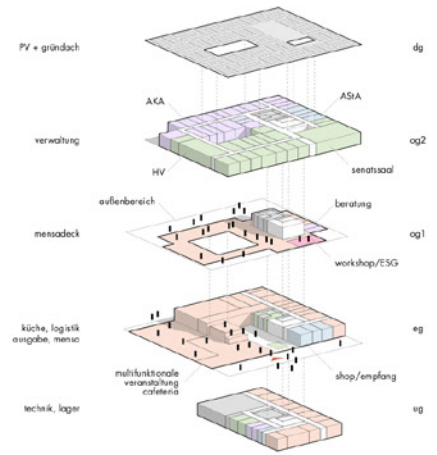 PV + gründach
dg
AKA
AStA
verwaltung
og2
HV
senatssaal
außenbereich
beratung
mensadeck
og1
workshop/ESG
küche, logistik
ausgabe, mensa
eg
multifunktionale
veranstaltung
cafeteria
shop/empfang
technik, lager
ug